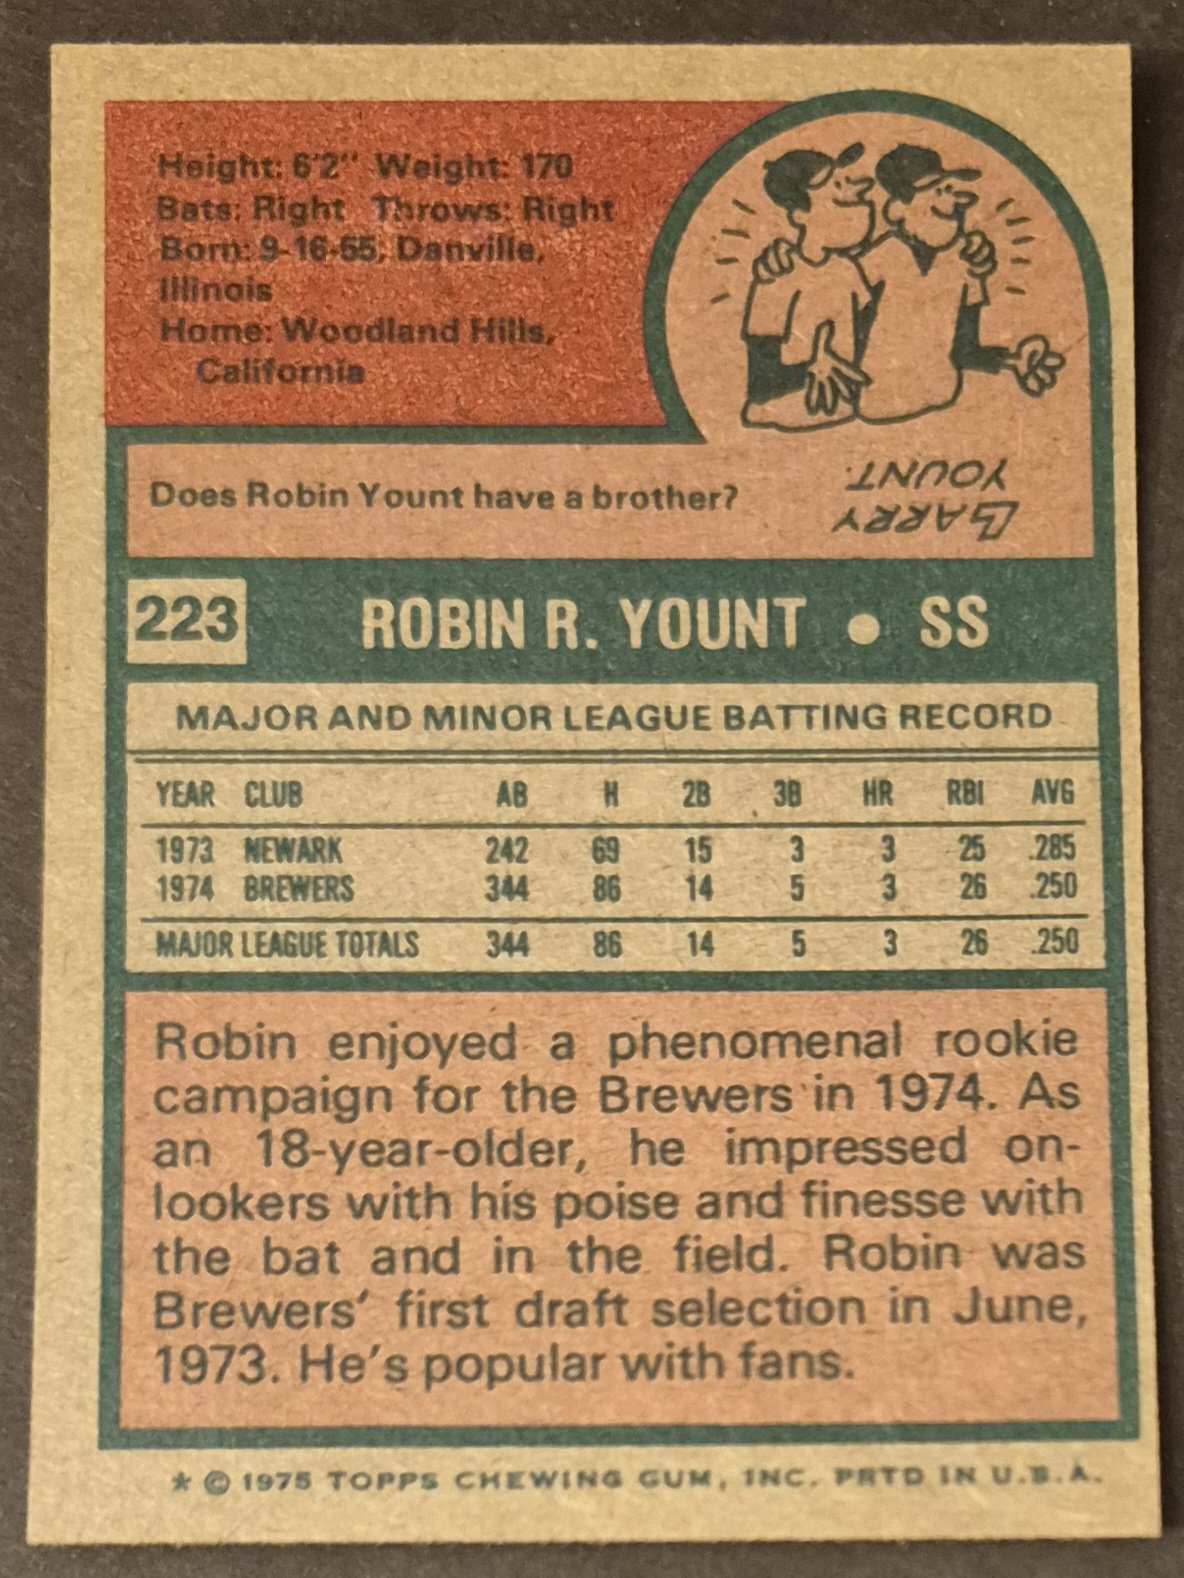 Height: 6'2" Weight: 170
Bats: Right Throws: Right
Born: 9-16-55, Danville,
Illinois
Home: Woodland Hills,
California
Does Robin Yount have a brother?
LARRY
YOUNT.
223 ROBIN R. YOUNT • SS
MAJOR AND MINOR LEAGUE BATTING RECORD
YEAR CLUB AB H 2B 3B HR RBI AVG
1973 NEWARK 242 69 15 3 3 25 .285
1974 BREWERS 344 86 14 5 3 26 .250
MAJOR LEAGUE TOTALS 344 86 14 5 3 26 .250
Robin enjoyed a phenomenal rookie
campaign for the Brewers in 1974. As
an 18-year-older, he impressed on-
lookers with his poise and finesse with
the bat and in the field. Robin was
Brewers' first draft selection in June,
1973. He's popular with fans.
* © 1975 TOPPS CHEWING GUM, INC. PRTD IN U.S.A.